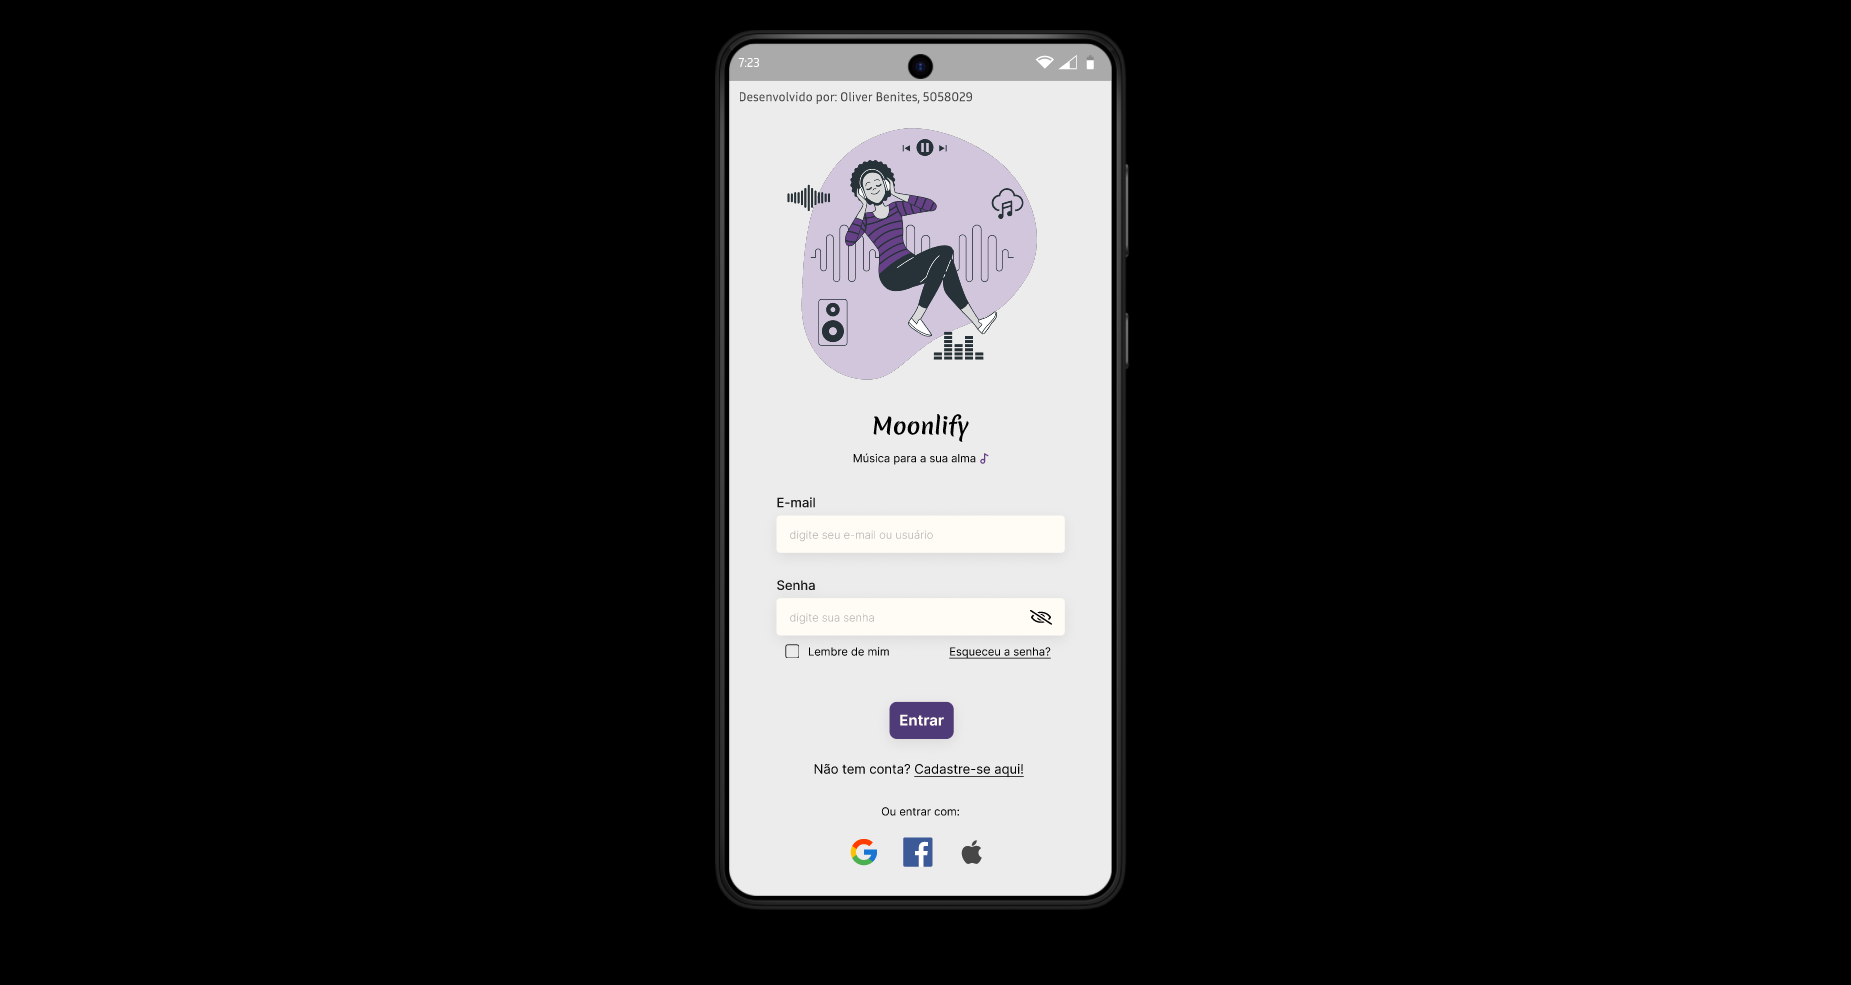 7:23
Desenvolvido por: Oliver Benites, 5058029
Moonlify
Música para a sua alma
E-mail
digite seu e-mail ou usuário
Senha
digite sua senha
Lembre de mim Esqueceu a senha?
Entrar
Não tem conta? Cadastre-se aqui!
Ou entrar com: